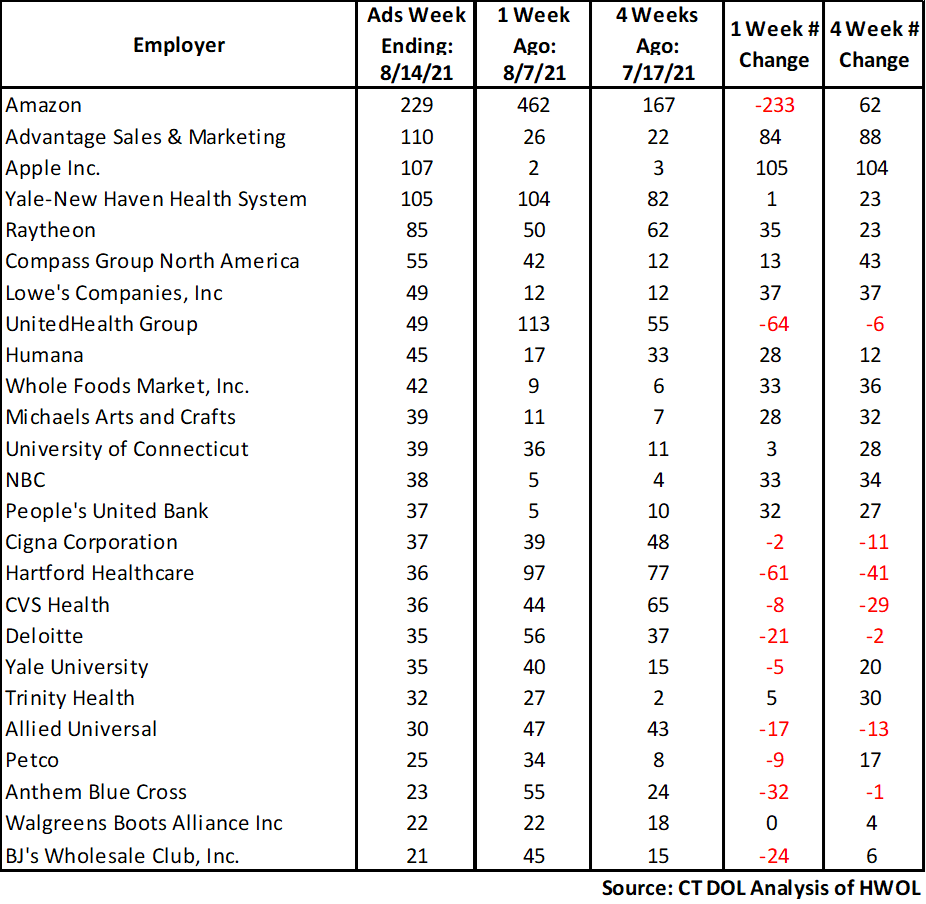 Employer Ads Week Ending: 8/14/21 1 Week Ago: 8/7/21 4 Weeks Ago: 7/17/21 1 Week # Change 4 Week # Change
Amazon 229 462 167 -233 62
Advantage Sales & Marketing 110 26 22 84 88
Apple Inc. 107 2 3 105 104
Yale-New Haven Health System 105 104 82 1 23
Raytheon 85 50 62 35 23
Compass Group North America 55 42 12 13 43
Lowe's Companies, Inc 49 12 12 37 37
UnitedHealth Group 49 113 55 -64 -6
Humana 45 17 33 28 12
Whole Foods Market, Inc. 42 9 6 33 36
Michaels Arts and Crafts 39 11 7 28 32
University of Connecticut 39 36 11 3 28
NBC 38 5 4 33 34
People's United Bank 37 5 10 32 27
Cigna Corporation 37 39 48 -2 -11
Hartford Healthcare 36 97 77 -61 -41
CVS Health 36 44 65 -8 -29
Deloitte 35 56 37 -21 -2
Yale University 35 40 15 -5 20
Trinity Health 32 27 2 5 30
Allied Universal 30 47 43 -17 -13
Petco 25 34 8 -9 17
Anthem Blue Cross 23 55 24 -32 -1
Walgreens Boots Alliance Inc 22 22 18 0 4
BJ's Wholesale Club, Inc. 21 45 15 -24 6
Source: CT DOL Analysis of HWOL